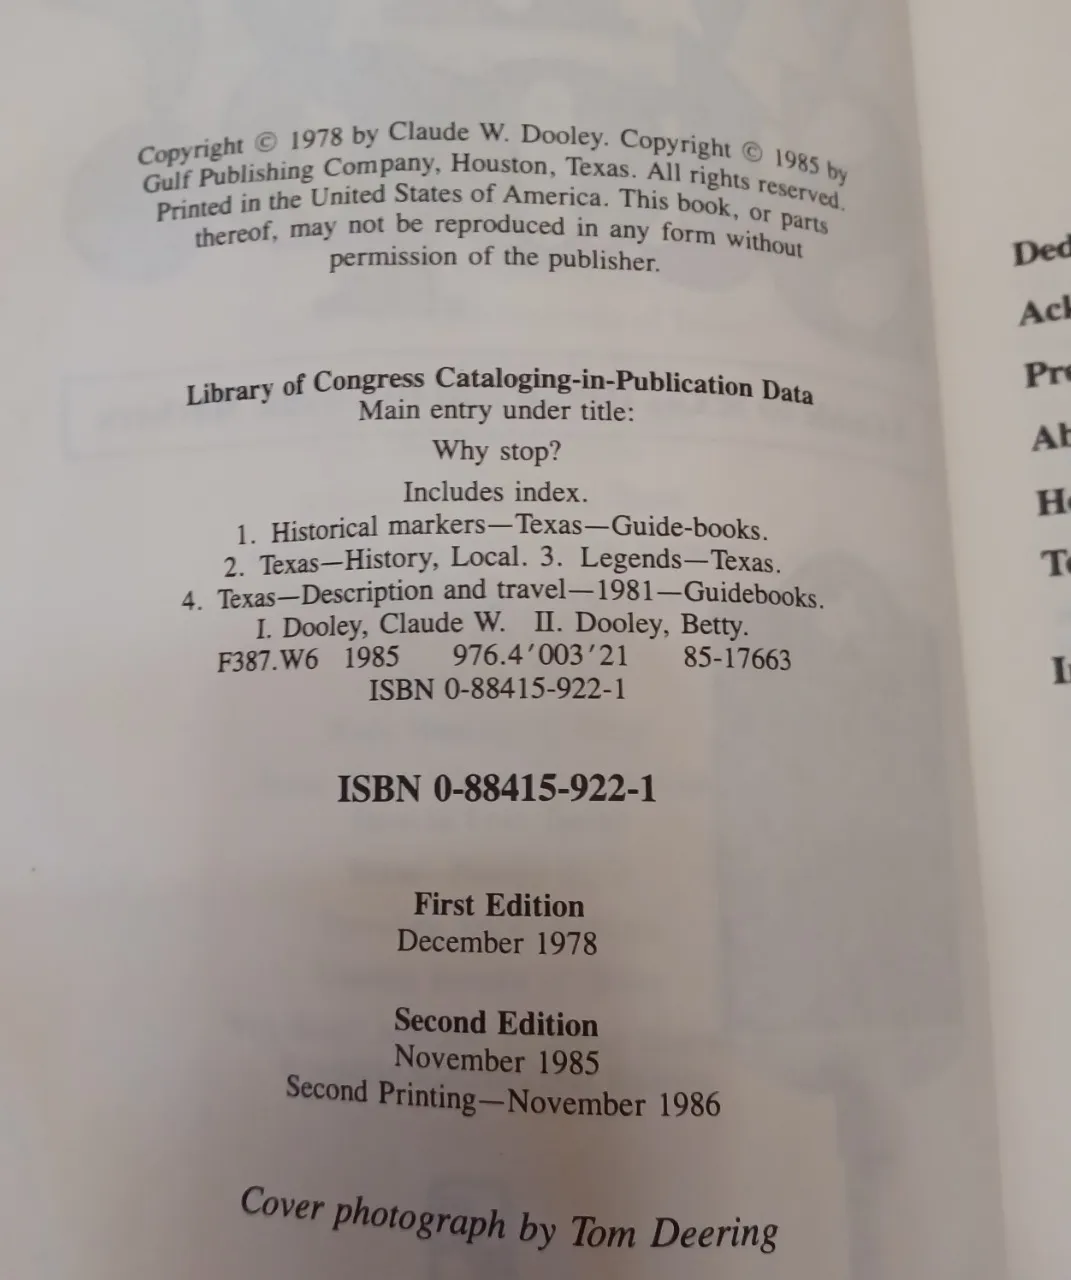 Copyright © 1978 by Claude W. Dooley. Copyright © 1985 by
Gulf Publishing Company, Houston, Texas. All rights reserved.
Printed in the United States of America. This book, or parts
thereof, may not be reproduced in any form without
permission of the publisher.
Library of Congress Cataloging-in-Publication Data
Main entry under title:
Why stop?
Includes index.
1. Historical markers—Texas—Guide-books.
2. Texas—History, Local. 3. Legends—Texas.
4. Texas—Description and travel—1981—Guidebooks.
I. Dooley, Claude W. II. Dooley, Betty.
F387.W6 1985 976.4'003'21 85-17663
ISBN 0-88415-922-1
ISBN 0-88415-922-1
First Edition
December 1978
Second Edition
November 1985
Second Printing—November 1986
Cover photograph by Tom Deering
Ded
Ack
Pre
Ab